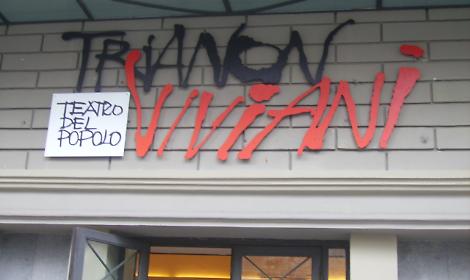 TRIANON
VIVIANI
TEATRO
DEL
POPOLO